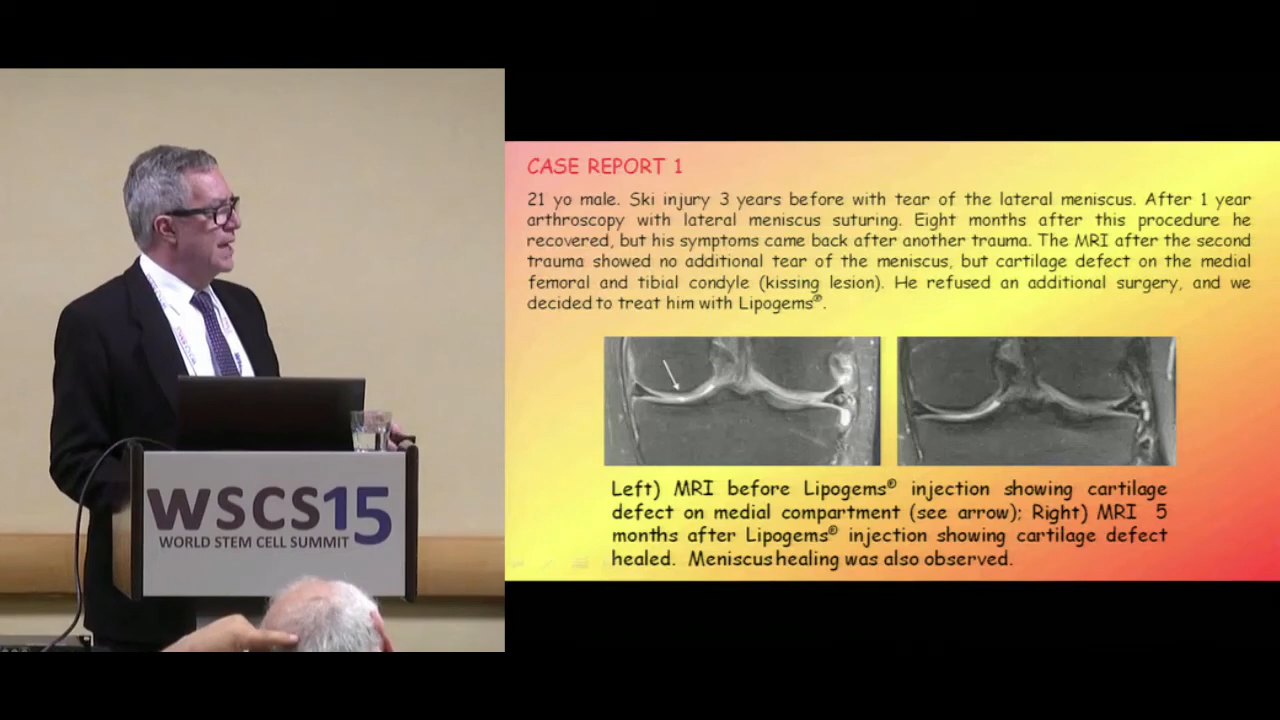 WSCS15
WORLD STEM CELL SUMMIT
CASE REPORT 1
21 yo male. Ski injury 3 years before with tear of the lateral meniscus. After 1 year
arthroscopy with lateral meniscus suturing. Eight months after this procedure he
recovered, but his symptoms came back after another trauma. The MRI after the second
trauma showed no additional tear of the meniscus, but cartilage defect on the medial
femoral and tibial condyle (kissing lesion). He refused an additional surgery, and we
decided to treat him with Lipogems®.
Left) MRI before Lipogems® injection showing cartilage
defect on medial compartment (see arrow); Right) MRI 5
months after Lipogems® injection showing cartilage defect
healed. Meniscus healing was also observed.